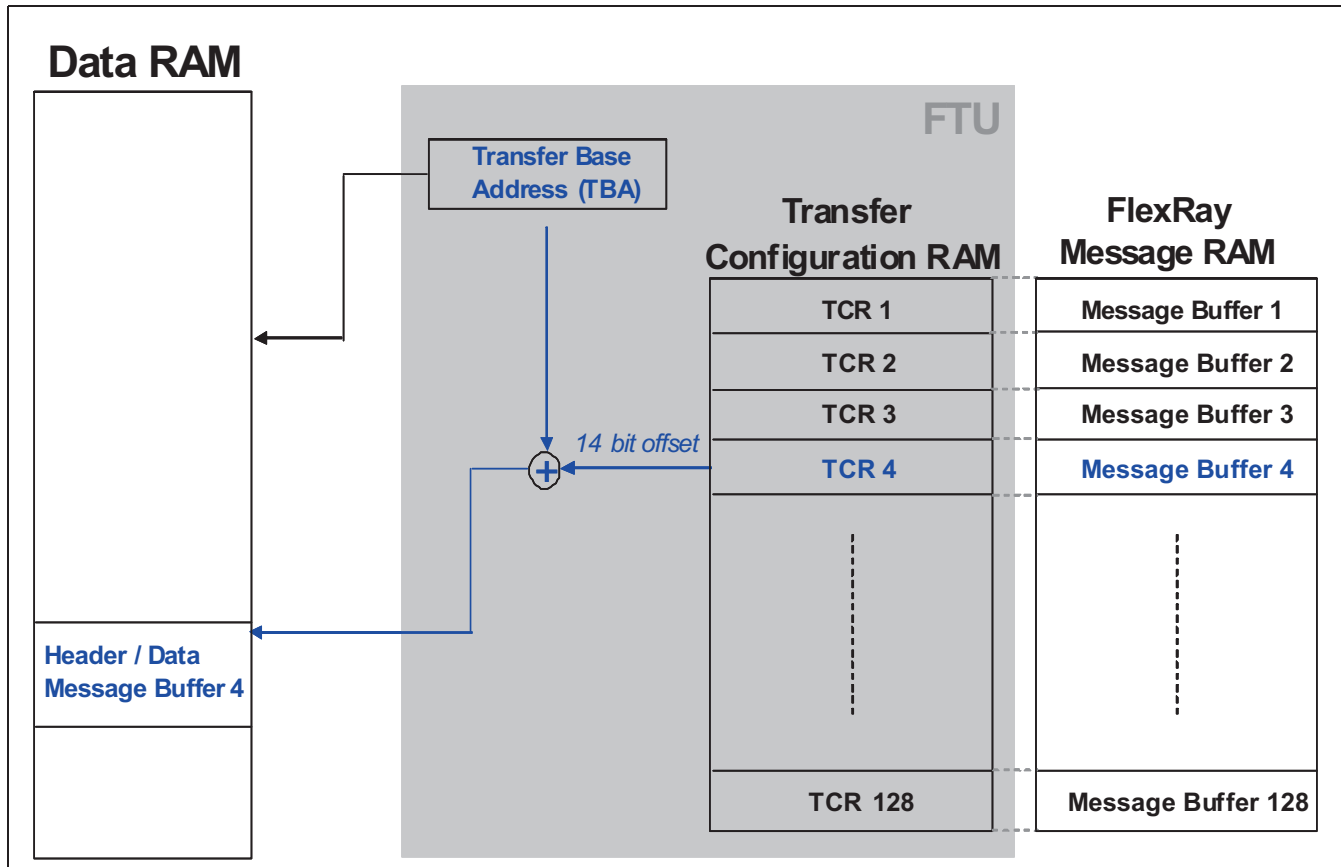 Data RAM
FTU
Transfer Base
Address (TBA)
Transfer
Configuration RAM
FlexRay
Message RAM
TCR 1
Message Buffer 1
TCR 2
Message Buffer 2
TCR 3
Message Buffer 3
14 bit offset
+
TCR 4
Message Buffer 4
Header / Data
Message Buffer 4
TCR 128
Message Buffer 128